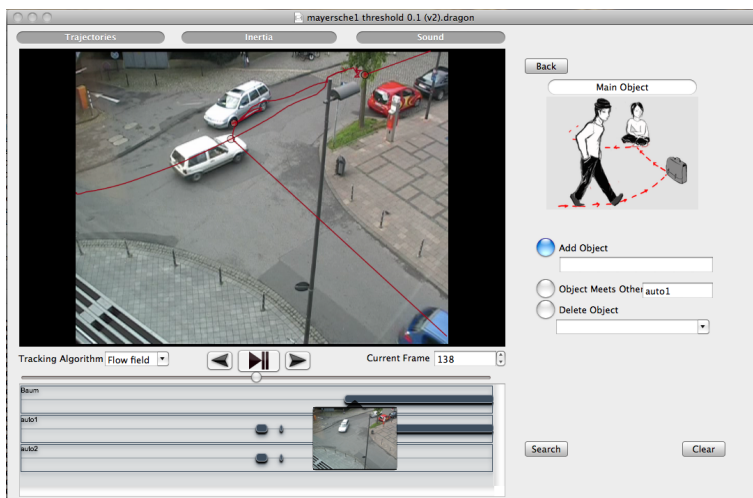 mayersche1 threshold 0.1 (v2).dragon
Trajectories
Inertia
Sound
Back
Main Object
Add Object
Object Meets Other
auto1
Delete Object
Tracking Algorithm
Flow field
Current Frame
138
Baum
auto1
auto2
Search
Clear